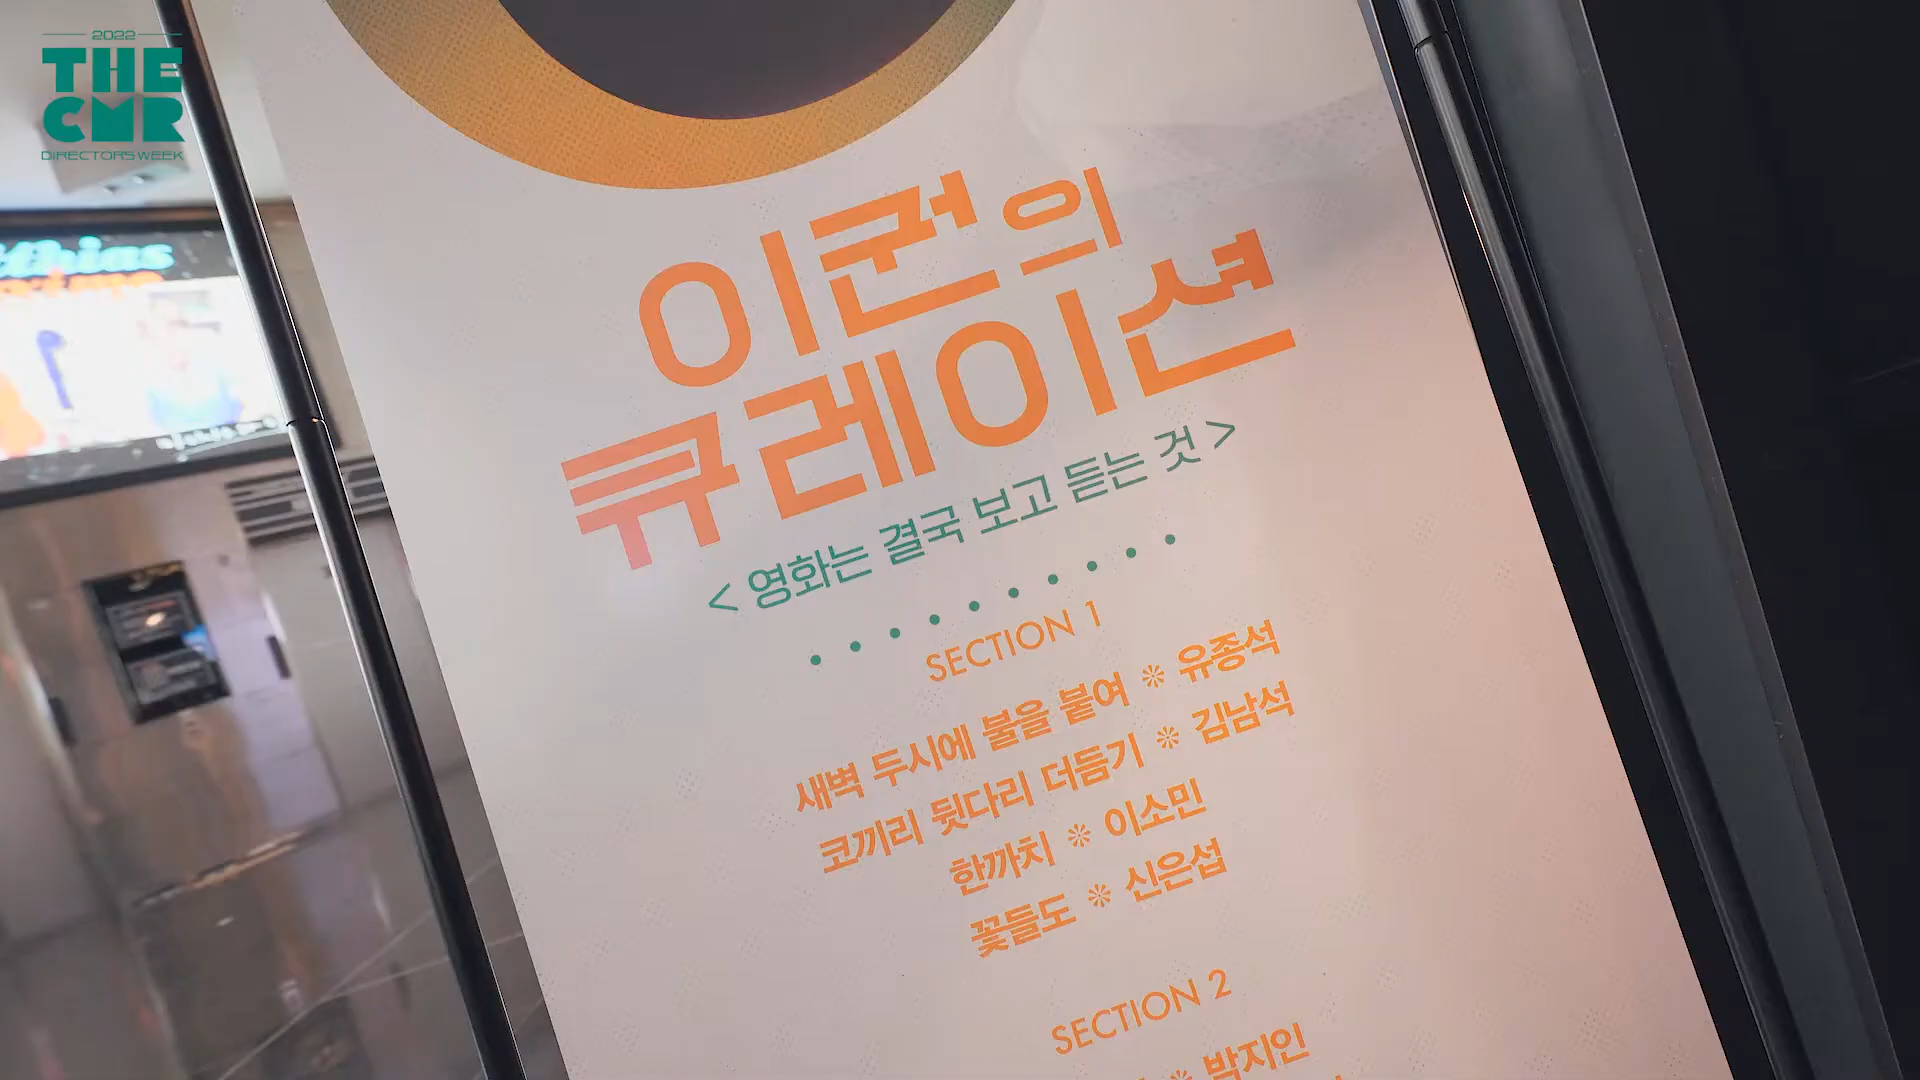 2022
THE
CMR
DIRECTOR'S WEEK
이권의
큐레이션
< 영화는 결국 보고 듣는 것 >
SECTION 1
새벽 두시에 불을 붙여 ※ 유종석
코끼리 뒷다리 더듬기 ※ 김남석
한까치 ※ 이소민
꽃들도 ※ 신은섭
SECTION 2
※ 박지인